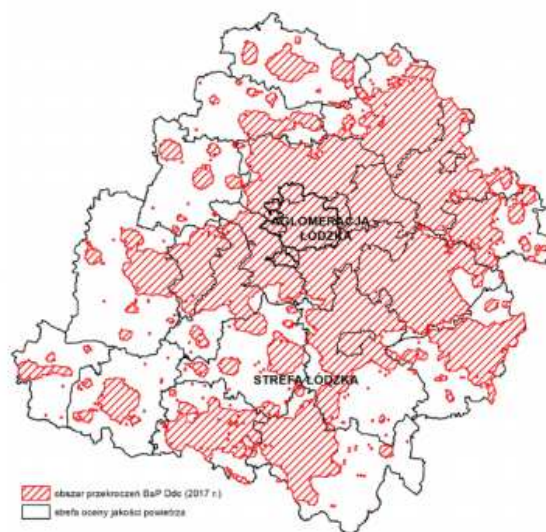 AGLOMERACJA
ŁÓDZKA
STREFA ŁÓDZKA
obszar przekroczeń BaP Ddc (2017 r.)
strefa oceny jakości powietrza